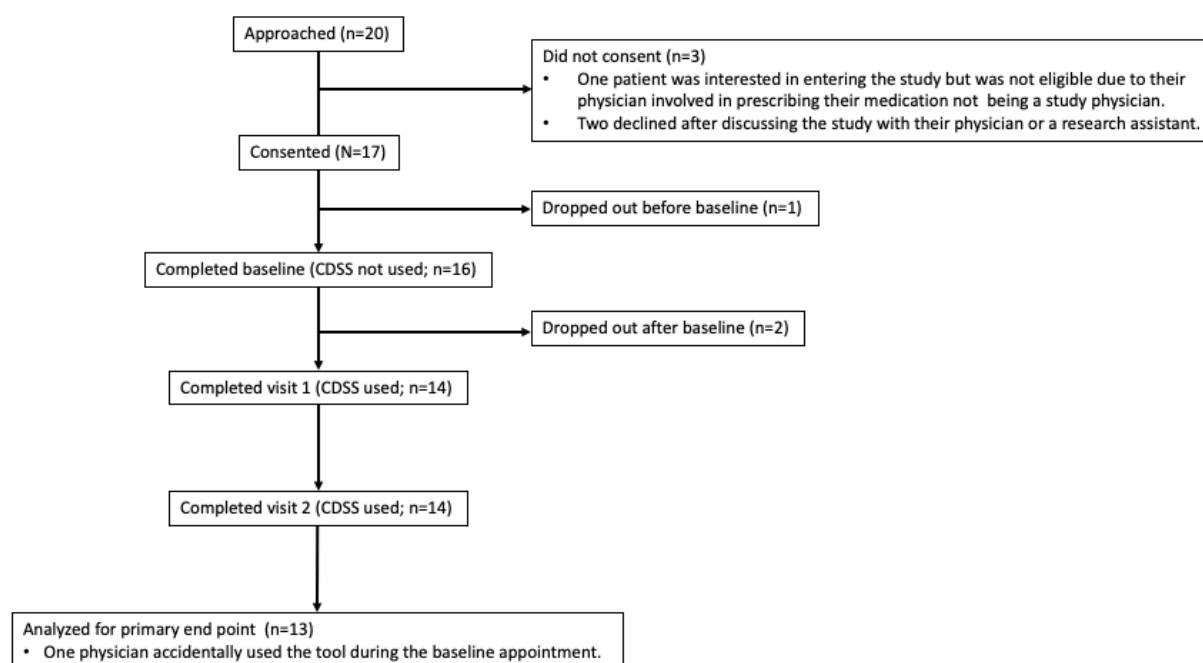 Approached (n=20)
Did not consent (n=3)
• One patient was interested in entering the study but was not eligible due to their
physician involved in prescribing their medication not being a study physician.
• Two declined after discussing the study with their physician or a research assistant.
Consented (N=17)
Dropped out before baseline (n=1)
Completed baseline (CDSS not used; n=16)
Dropped out after baseline (n=2)
Completed visit 1 (CDSS used; n=14)
Completed visit 2 (CDSS used; n=14)
Analyzed for primary end point (n=13)
• One physician accidentally used the tool during the baseline appointment.